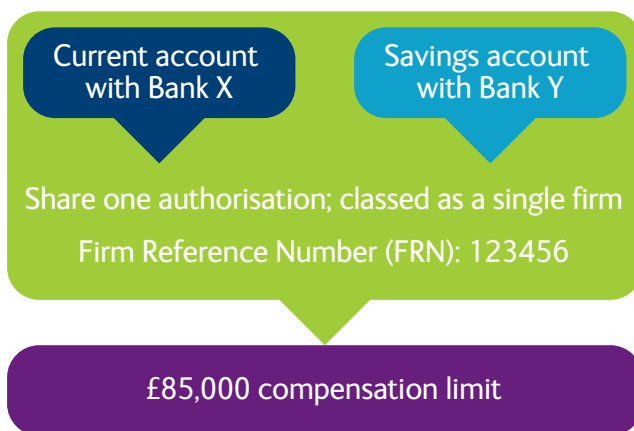 Current account
with Bank X
Savings account
with Bank Y
Share one authorisation; classed as a single firm
Firm Reference Number (FRN): 123456
£85,000 compensation limit